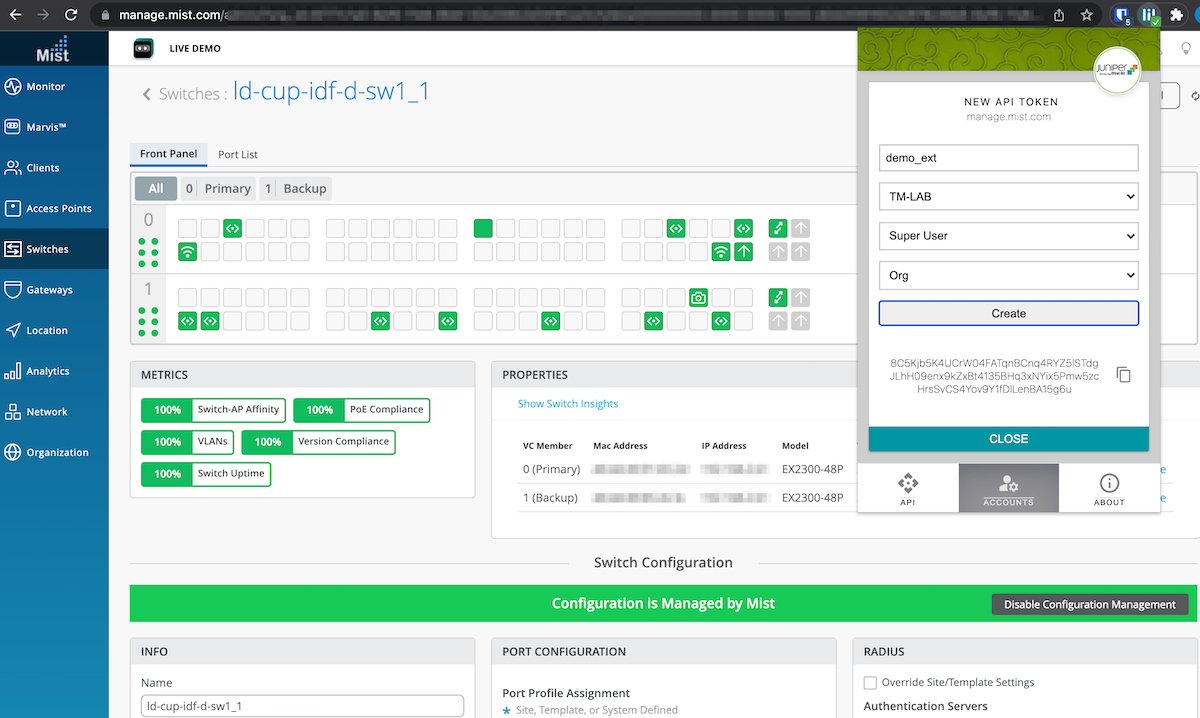 manage.mist.com/
5
Mist
LIVE DEMO
Monitor
Marvis™
Clients
Access Points
Switches
Gateways
Location
Analytics
Network
Organization
Switches : ld-cup-idf-d-sw1_1
Front Panel Port List
All 0 Primary 1 Backup
0
1
METRICS
100% Switch-AP Affinity 100% PoE Compliance
100% VLANs 100% Version Compliance
100% Switch Uptime
PROPERTIES
Show Switch Insights
VC Member Mac Address IP Address Model
0 (Primary) EX2300-48P
1 (Backup) EX2300-48P
Switch Configuration
Configuration is Managed by Mist
Disable Configuration Management
INFO
Name
ld-cup-idf-d-sw1_1
PORT CONFIGURATION
Port Profile Assignment
* Site, Template, or System Defined
RADIUS
Override Site/Template Settings
Authentication Servers
juniper
NEW API TOKEN
manage.mist.com
demo_ext
TM-LAB
Super User
Org
Create
8C5Kjb5K4UCrW04FATqnBCnq4RYZ5lSTdg
JLhH09enx9kZxBt4135BHq3xNYix5Pmw5zc
HrsSvCS4Yov9Y1fDlLenBA15g6u
CLOSE
API
ACCOUNTS
ABOUT